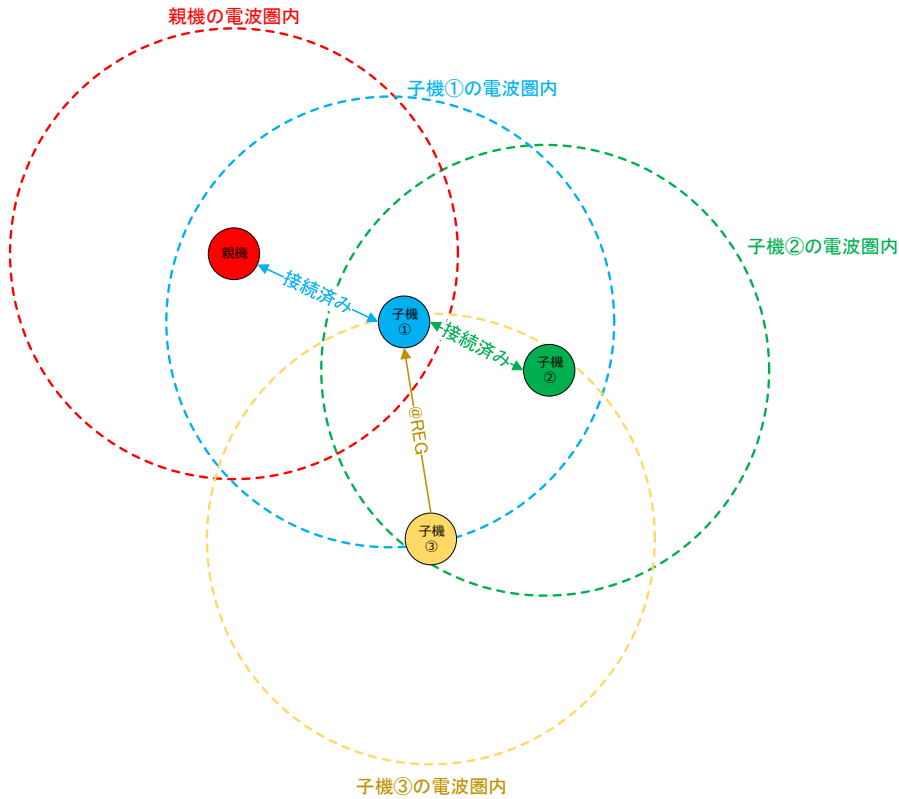 親機の電波圏内
子機①の電波圏内
子機②の電波圏内
親機
接続済み
子機
①
接続済み
子機
②
@REG
子機
③
子機③の電波圏内